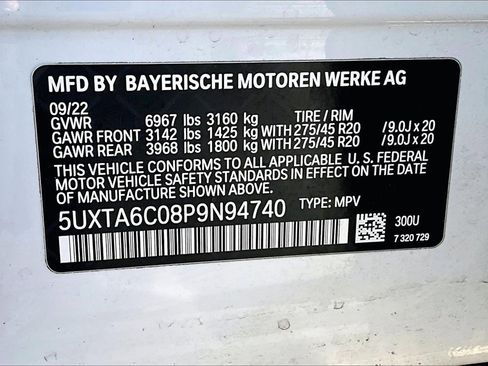 MFD BY BAYERISCHE MOTOREN WERKE AG
09/22
GVWR 6967 lbs 3160 kg TIRE / RIM
GAWR FRONT 3142 lbs 1425 kg WITH 275/45 R20 / 9.0J x 20
GAWR REAR 3968 lbs 1800 kg WITH 275/45 R20 / 9.0J x 20
THIS VEHICLE CONFORMS TO ALL APPLICABLE U. S. FEDERAL
MOTOR VEHICLE SAFETY STANDARDS IN EFFECT ON THE
DATE OF MANUFACTURE SHOWN ABOVE.
5UXTA6C08P9N94740 TYPE: MPV
300U
7 320 729